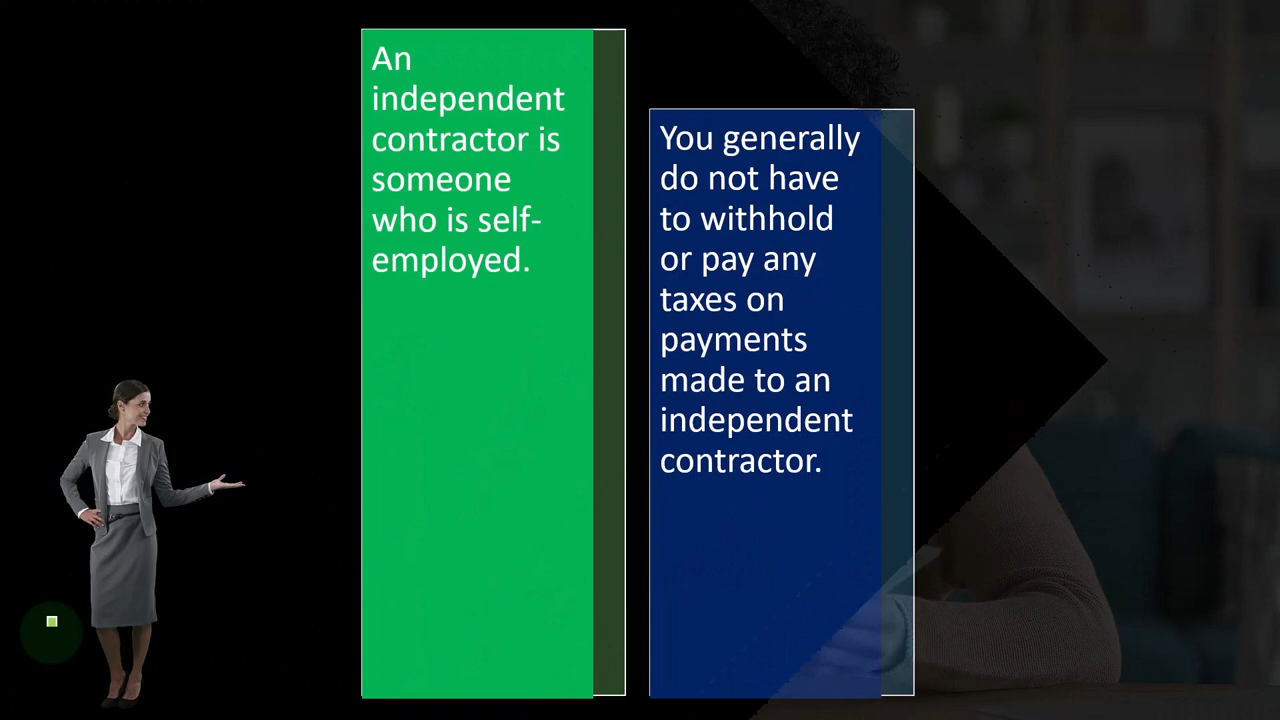 An
independent
contractor is
someone
who is self-
employed.
You generally
do not have
to withhold
or pay any
taxes on
payments
made to an
independent
contractor.